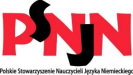 PSNJN
Polskie Stowarzyszenie Nauczycieli Języka Niemieckiego